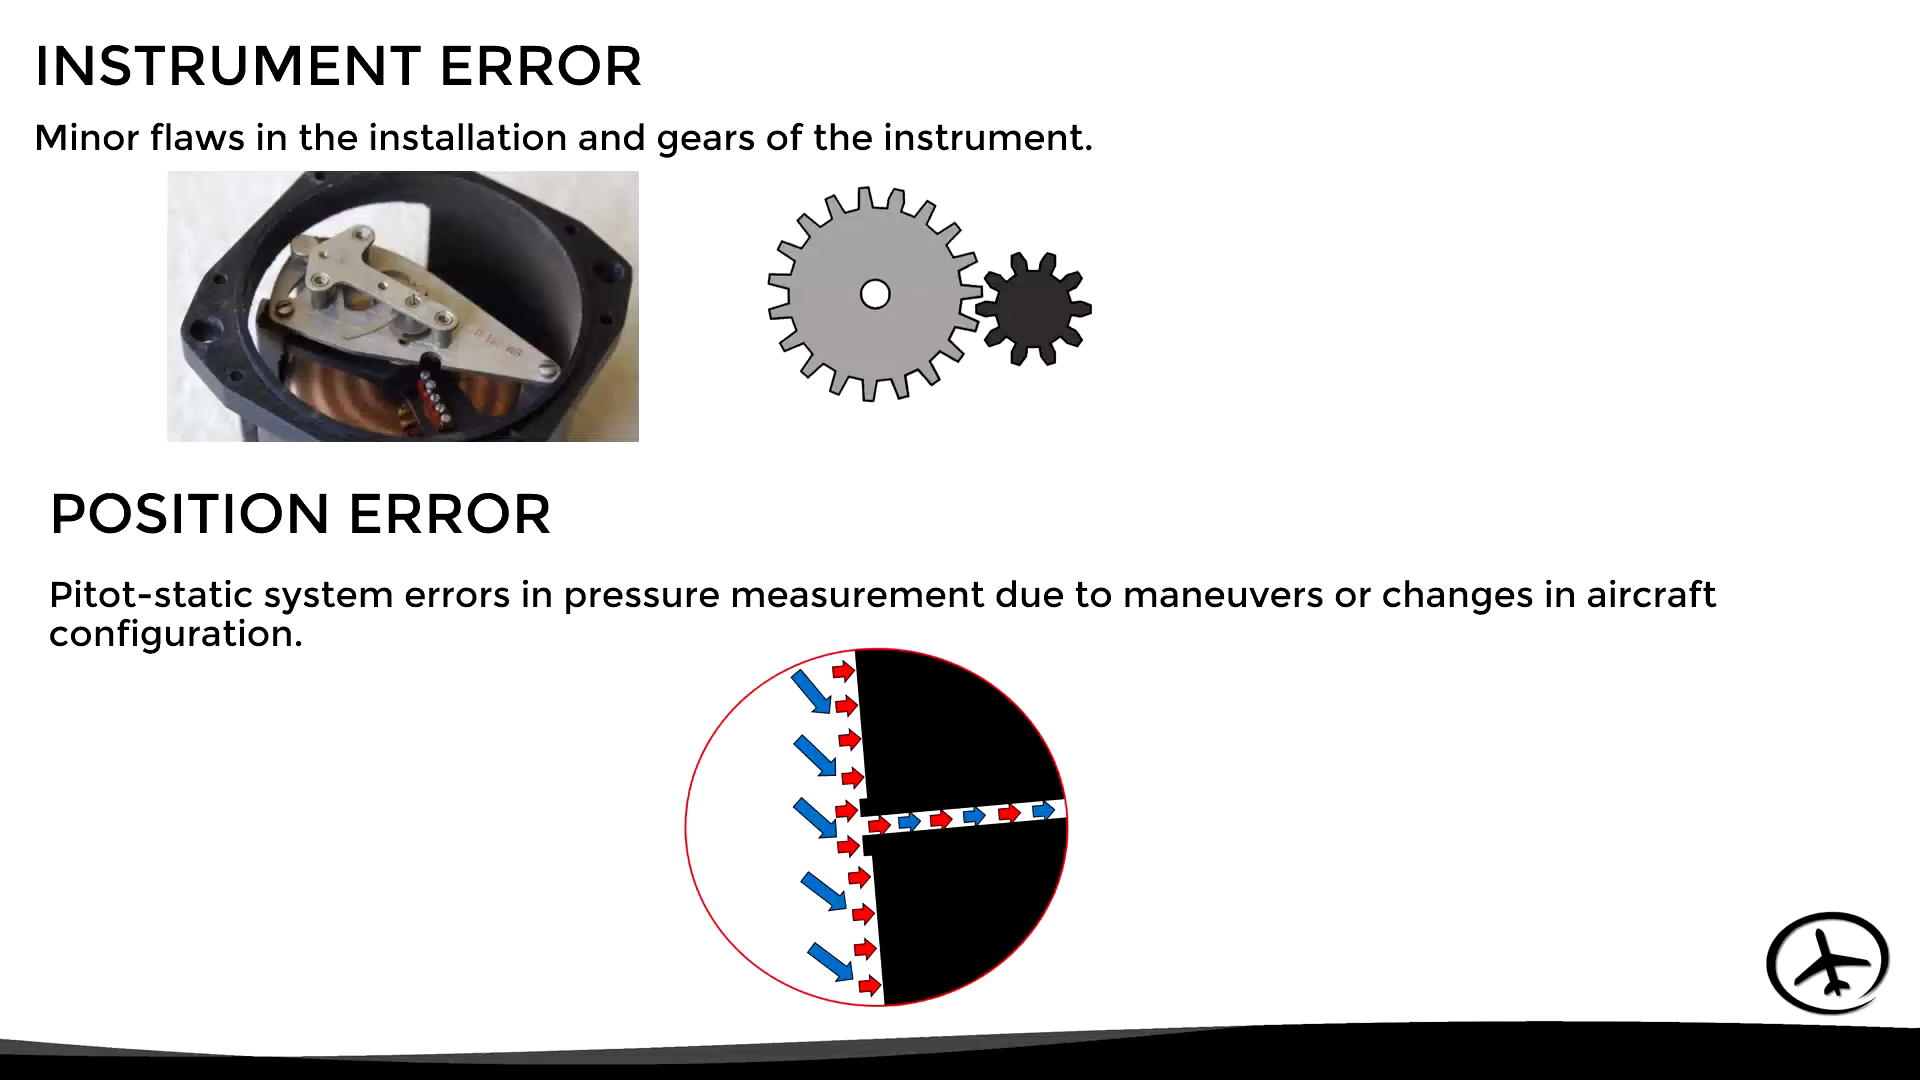 INSTRUMENT ERROR
Minor flaws in the installation and gears of the instrument.
POSITION ERROR
Pitot-static system errors in pressure measurement due to maneuvers or changes in aircraft
configuration.